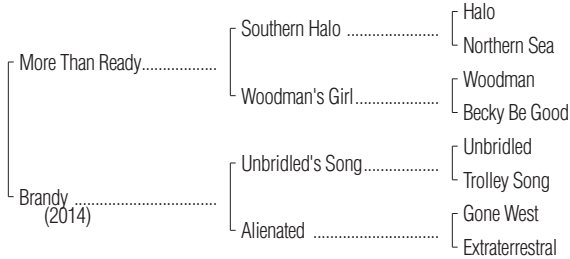 Halo
Southern Halo ...................
Northern Sea
More Than Ready................
Woodman
Woodman's Girl.................
Becky Be Good
Unbridled
Unbridled's Song................
Trolley Song
Brandy ..............................
(2014)
Gone West
Alienated ..........................
Extraterrestral